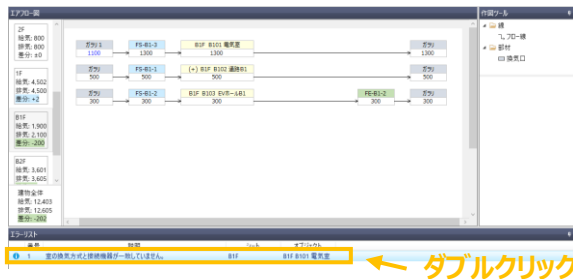 エアフロー図
作図ツール
2F
給気: 800
排気: 800
差分: ±0
1F
給気: 4,502
排気: 4,500
差分: +2
B1F
給気: 1,900
排気: 2,100
差分: -200
B2F
給気: 3,601
排気: 3,605
建物全体
給気: 12,403
排気: 12,605
差分: -202
ガラリ1 FS-B1-3 B1F B101 電気室 ガラリ
1100 1300 1300 1300
ガラリ FS-B1-1 (+) B1F B102 通路B1 ガラリ
500 500 500 500
ガラリ FS-B1-2 B1F B103 EVホールB1 FE-B1-2 ガラリ
300 300 300 300 300
線
フロー線
部材
換気口
エラーリスト
番号 説明 シート オブジェクト
1 室の換気方式と接続機器が一致していません。 B1F B1F B101 電気室
ダブルクリック